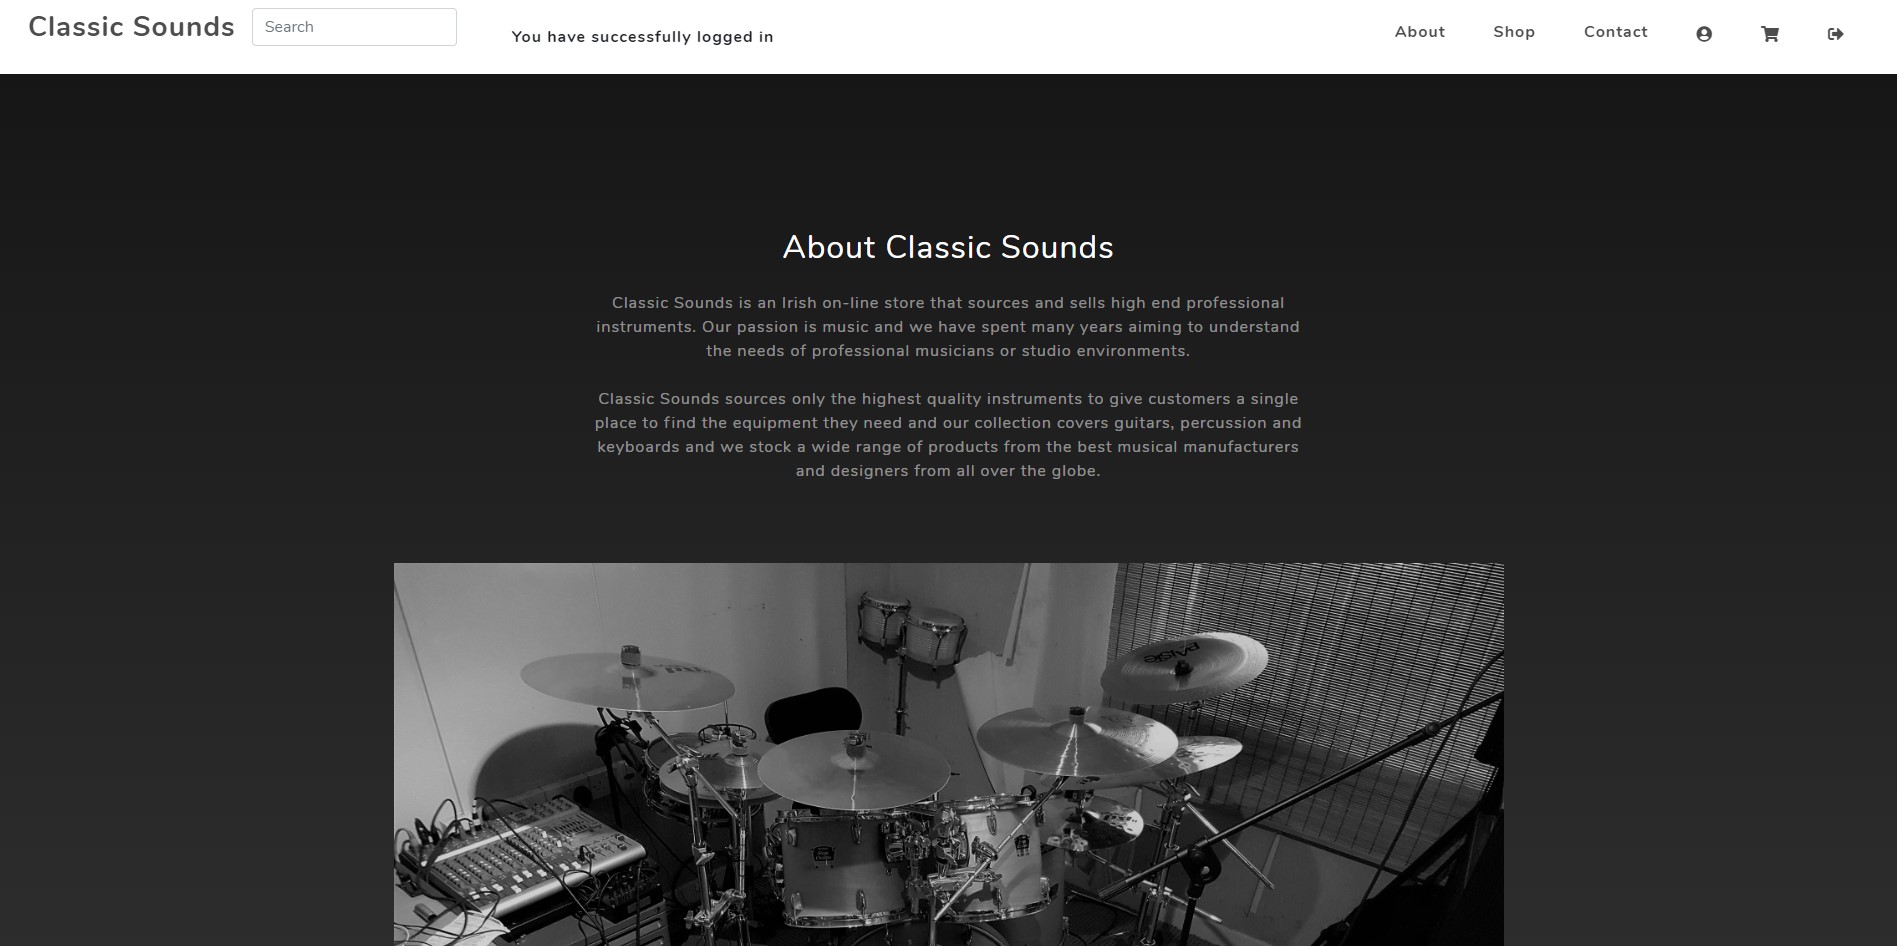 Classic Sounds
Search
You have successfully logged in
About
Shop
Contact
About Classic Sounds
Classic Sounds is an Irish on-line store that sources and sells high end professional
instruments. Our passion is music and we have spent many years aiming to understand
the needs of professional musicians or studio environments.
Classic Sounds sources only the highest quality instruments to give customers a single
place to find the equipment they need and our collection covers guitars, percussion and
keyboards and we stock a wide range of products from the best musical manufacturers
and designers from all over the globe.
PAiSTe